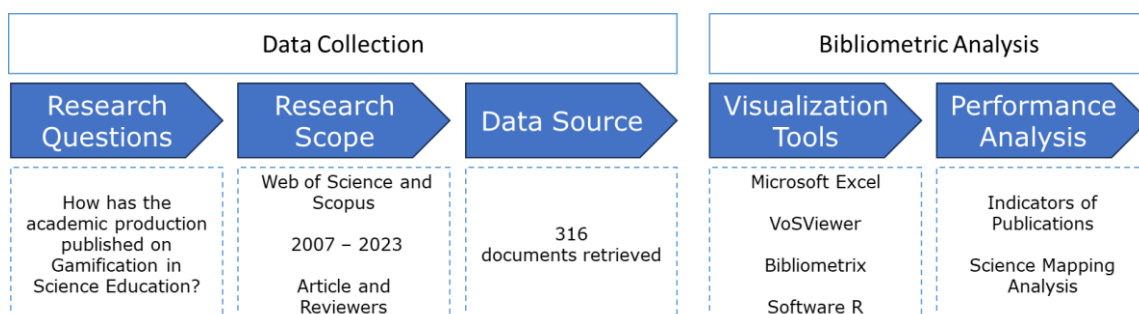 Data Collection
Bibliometric Analysis
Research
Questions
Research
Scope
Data Source
Visualization
Tools
Performance
Analysis
How has the
academic production
published on
Gamification in
Science Education?
Web of Science and
Scopus
2007 – 2023
Article and
Reviewers
316
documents retrieved
Microsoft Excel
VoSViewer
Bibliometrix
Software R
Indicators of
Publications
Science Mapping
Analysis